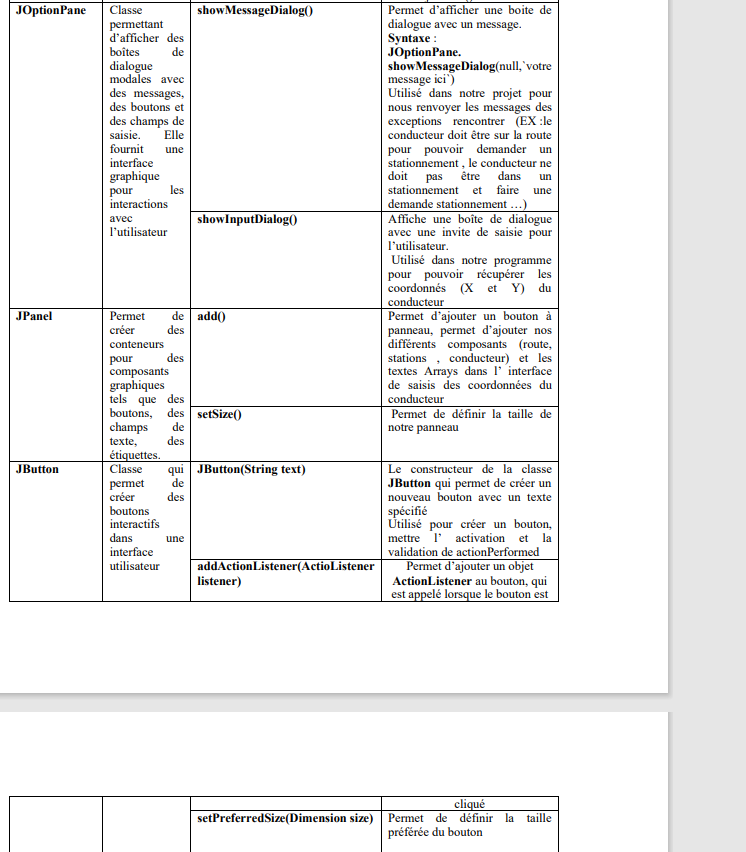 JOptionPane
Classe
permettant
d'afficher des
boîtes de
dialogue
modales avec
des messages,
des boutons et
des champs de
saisie. Elle
fournit une
interface
graphique
pour les
interactions
avec
l'utilisateur
showMessageDialog()
Permet d'afficher une boite de
dialogue avec un message.
Syntaxe :
JOptionPane.
showMessageDialog(null,`votre
message ici`)
Utilisé dans notre projet pour
nous renvoyer les messages des
exceptions rencontrer (EX :le
conducteur doit être sur la route
pour pouvoir demander un
stationnement , le conducteur ne
doit pas être dans un
stationnement et faire une
demande stationnement …)
showInputDialog()
Affiche une boîte de dialogue
avec une invite de saisie pour
l'utilisateur.
Utilisé dans notre programme
pour pouvoir récupérer les
coordonnés (X et Y) du
conducteur
JPanel
Permet de
créer des
conteneurs
pour des
composants
graphiques
tels que des
boutons, des
champs de
texte, des
étiquettes.
add()
Permet d'ajouter un bouton à
panneau, permet d'ajouter nos
différents composants (route,
stations , conducteur) et les
textes Arrays dans l' interface
de saisis des coordonnées du
conducteur
setSize()
Permet de définir la taille de
notre panneau
JButton
Classe qui
permet de
créer des
boutons
interactifs
dans une
interface
utilisateur
JButton(String text)
Le constructeur de la classe
JButton qui permet de créer un
nouveau bouton avec un texte
spécifié
Utilisé pour créer un bouton,
mettre l' activation et la
validation de actionPerformed
addActionListener(ActioListener
listener)
Permet d'ajouter un objet
ActionListener au bouton, qui
est appelé lorsque le bouton est
cliqué
setPreferredSize(Dimension size)
Permet de définir la taille
préférée du bouton